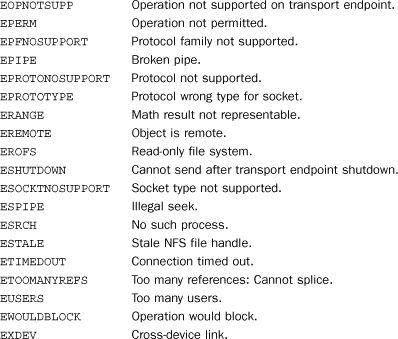 EOPNOTSUPP Operation not supported on transport endpoint.
EPERM Operation not permitted.
EPFNOSUPPORT Protocol family not supported.
EPIPE Broken pipe.
EPROTONOSUPPORT Protocol not supported.
EPROTOTYPE Protocol wrong type for socket.
ERANGE Math result not representable.
EREMOTE Object is remote.
EROFS Read-only file system.
ESHUTDOWN Cannot send after transport endpoint shutdown.
ESOCKTNOSUPPORT Socket type not supported.
ESPIPE Illegal seek.
ESRCH No such process.
ESTALE Stale NFS file handle.
ETIMEDOUT Connection timed out.
ETOOMANYREFS Too many references: Cannot splice.
EUSERS Too many users.
EWOULDBLOCK Operation would block.
EXDEV Cross-device link.